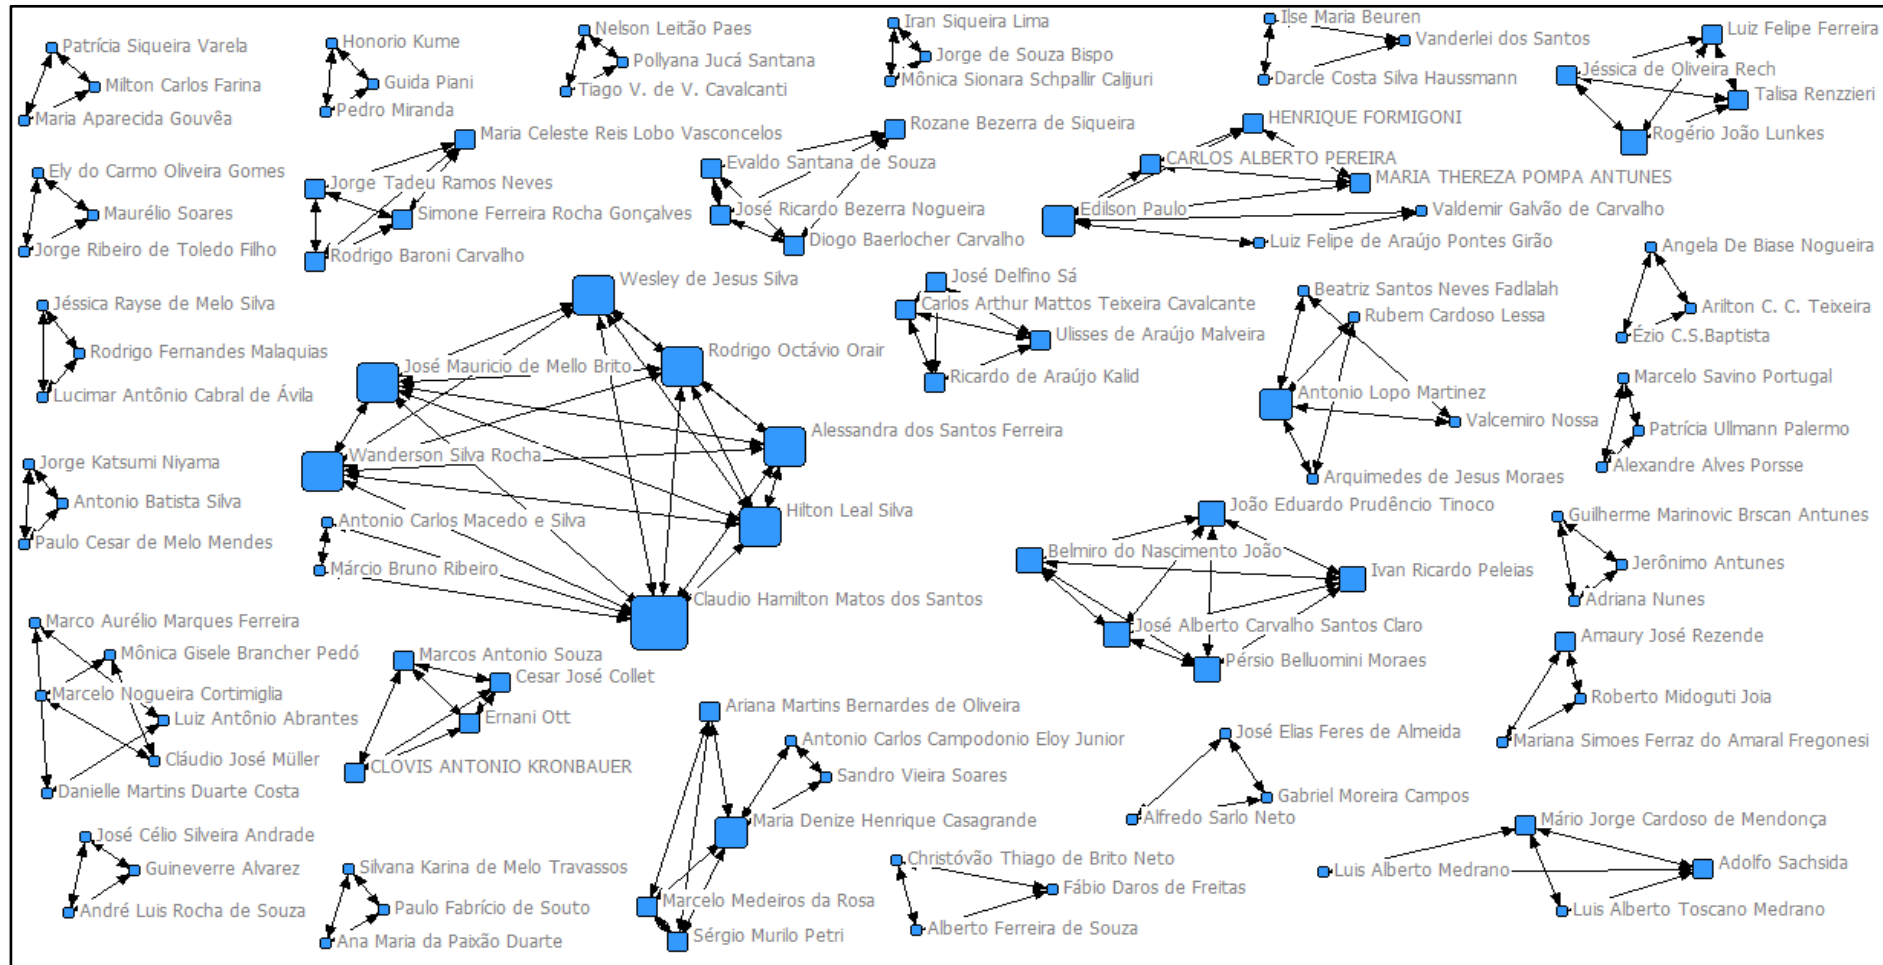 Patrícia Siqueira Varela
Milton Carlos Farina
Maria Aparecida Gouvêa
Honorio Kume
Guida Piani
Pedro Miranda
Nelson Leitão Paes
Pollyana Jucá Santana
Tiago V. de V. Cavalcanti
Iran Siqueira Lima
Jorge de Souza Bispo
Mônica Sionara Schpallir Calijuri
Ilse Maria Beuren
Vanderlei dos Santos
Darcle Costa Silva Haussmann
Luiz Felipe Ferreira
Jéssica de Oliveira Rech
Talisa Renzzieri
Rogério João Lunkes
Ely do Carmo Oliveira Gomes
Maurélio Soares
Jorge Ribeiro de Toledo Filho
Maria Celeste Reis Lobo Vasconcelos
Jorge Tadeu Ramos Neves
Simone Ferreira Rocha Gonçalves
Rodrigo Baroni Carvalho
Rozane Bezerra de Siqueira
Evaldo Santana de Souza
José Ricardo Bezerra Nogueira
Diogo Baerlocher Carvalho
HENRIQUE FORMIGONI
CARLOS ALBERTO PEREIRA
MARIA THEREZA POMPA ANTUNES
Edilson Paulo
Valdemir Galvão de Carvalho
Luiz Felipe de Araújo Pontes Girão
Angela De Biase Nogueira
Arilton C. C. Teixeira
Ézio C.S.Baptista
Jéssica Rayse de Melo Silva
Rodrigo Fernandes Malaquias
Lucimar Antônio Cabral de Ávila
Wesley de Jesus Silva
José Mauricio de Mello Brito
Rodrigo Octávio Orair
Alessandra dos Santos Ferreira
Wanderson Silva Rocha
Hilton Leal Silva
Antonio Carlos Macedo e Silva
Márcio Bruno Ribeiro
Claudio Hamilton Matos dos Santos
José Delfino Sá
Carlos Arthur Mattos Teixeira Cavalcante
Ulisses de Araújo Malveira
Ricardo de Araújo Kalid
Beatriz Santos Neves Fadlalah
Rubem Cardoso Lessa
Antonio Lopo Martinez
Valcemiro Nossa
Arquimedes de Jesus Moraes
Marcelo Savino Portugal
Patrícia Ullmann Palermo
Alexandre Alves Porsse
Jorge Katsumi Niyama
Antonio Batista Silva
Paulo Cesar de Melo Mendes
João Eduardo Prudêncio Tinoco
Belmiro do Nascimento João
Ivan Ricardo Peleias
José Alberto Carvalho Santos Claro
Pérsio Belluomini Moraes
Guilherme Marinovic Brscan Antunes
Jerônimo Antunes
Adriana Nunes
Marco Aurélio Marques Ferreira
Mônica Gisele Brancher Pedó
Marcelo Nogueira Cortimiglia
Luiz Antônio Abrantes
Cláudio José Müller
Danielle Martins Duarte Costa
Marcos Antonio Souza
Cesar José Collet
Ernani Ott
CLÓVIS ANTONIO KRONBAUER
Amaury José Rezende
Roberto Midoguti Joia
Mariana Simoes Ferraz do Amaral Fregonesi
Ariana Martins Bernardes de Oliveira
Antonio Carlos Campodonio Eloy Junior
Sandro Vieira Soares
Maria Denize Henrique Casagrande
Marcelo Medeiros da Rosa
Sérgio Murilo Petri
José Elias Feres de Almeida
Gabriel Moreira Campos
Alfredo Sarlo Neto
José Célio Silveira Andrade
Guineverre Alvarez
André Luis Rocha de Souza
Silvana Karina de Melo Travassos
Paulo Fabrício de Souto
Ana Maria da Paixão Duarte
Christóvão Thiago de Brito Neto
Fábio Daros de Freitas
Alberto Ferreira de Souza
Mário Jorge Cardoso de Mendonça
Luis Alberto Medrano
Adolfo Sachsida
Luis Alberto Toscano Medrano